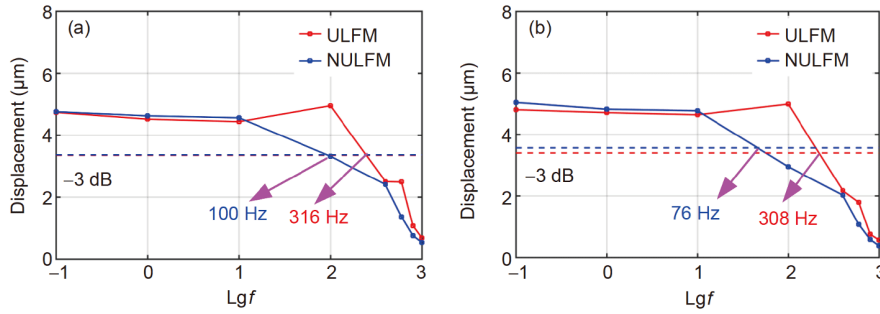 (a)
ULFM
NULFM
Displacement (μm)
8
6
4
2
0
–3 dB
100 Hz
316 Hz
–1
0
1
2
3
Lgf
(b)
ULFM
NULFM
Displacement (μm)
8
6
4
2
0
–3 dB
76 Hz
308 Hz
–1
0
1
2
3
Lgf